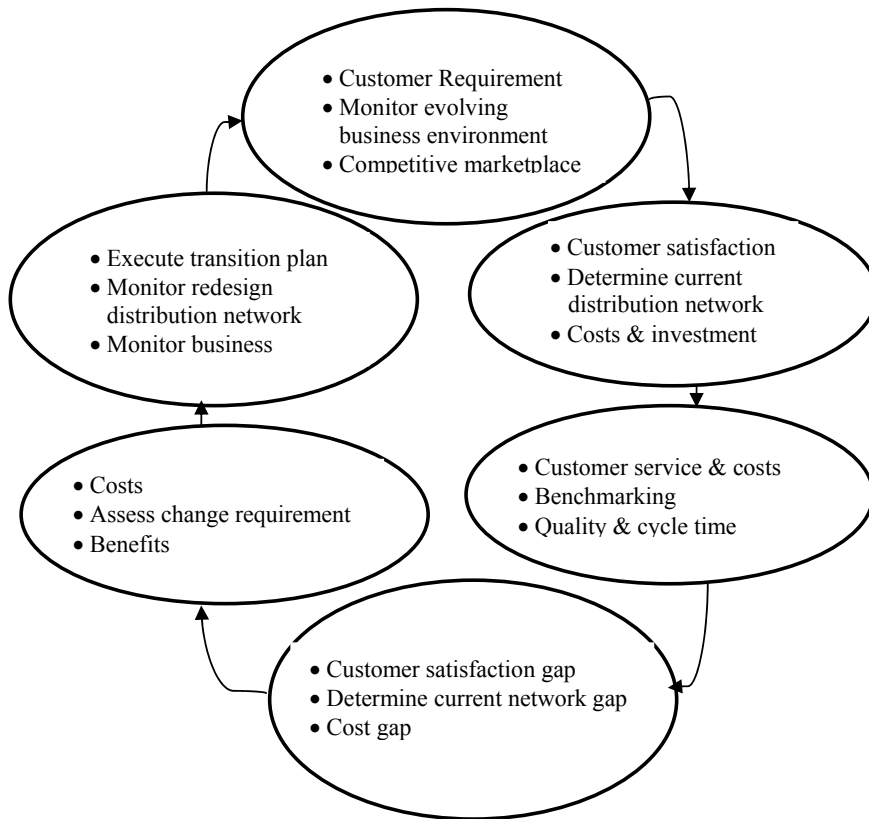 • Customer Requirement
• Monitor evolving
business environment
• Competitive marketplace
• Customer satisfaction
• Determine current
distribution network
• Costs & investment
• Customer service & costs
• Benchmarking
• Quality & cycle time
• Customer satisfaction gap
• Determine current network gap
• Cost gap
• Costs
• Assess change requirement
• Benefits
• Execute transition plan
• Monitor redesign
distribution network
• Monitor business